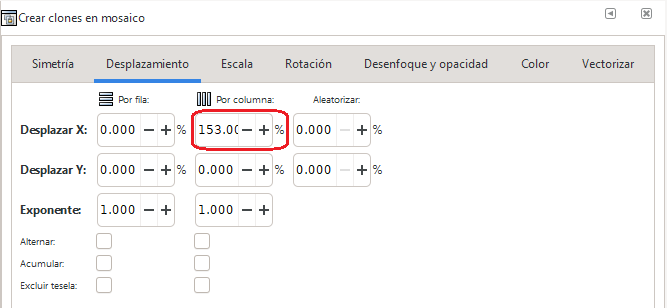 Crear clones en mosaico
Simetría Desplazamiento Escala Rotación Desenfoque y opacidad Color Vectorizar
Por fila: Por columna: Aleatorizar:
Desplazar X: 0.000 − + % 153.00 − + % 0.000 − + %
Desplazar Y: 0.000 − + % 0.000 − + % 0.000 − + %
Exponente: 1.000 − + 1.000 − +
Alternar:
Acumular:
Excluir tesela: